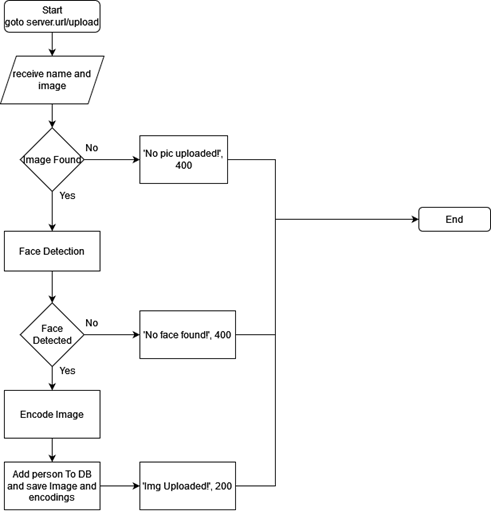 Start
goto server.url/upload
receive name and
image
Image Found
No
'No pic uploaded!',
400
Yes
End
Face Detection
Face
Detected
No
'No face found!', 400
Yes
Encode Image
Add person To DB
and save Image and
encodings
'Img Uploaded!', 200